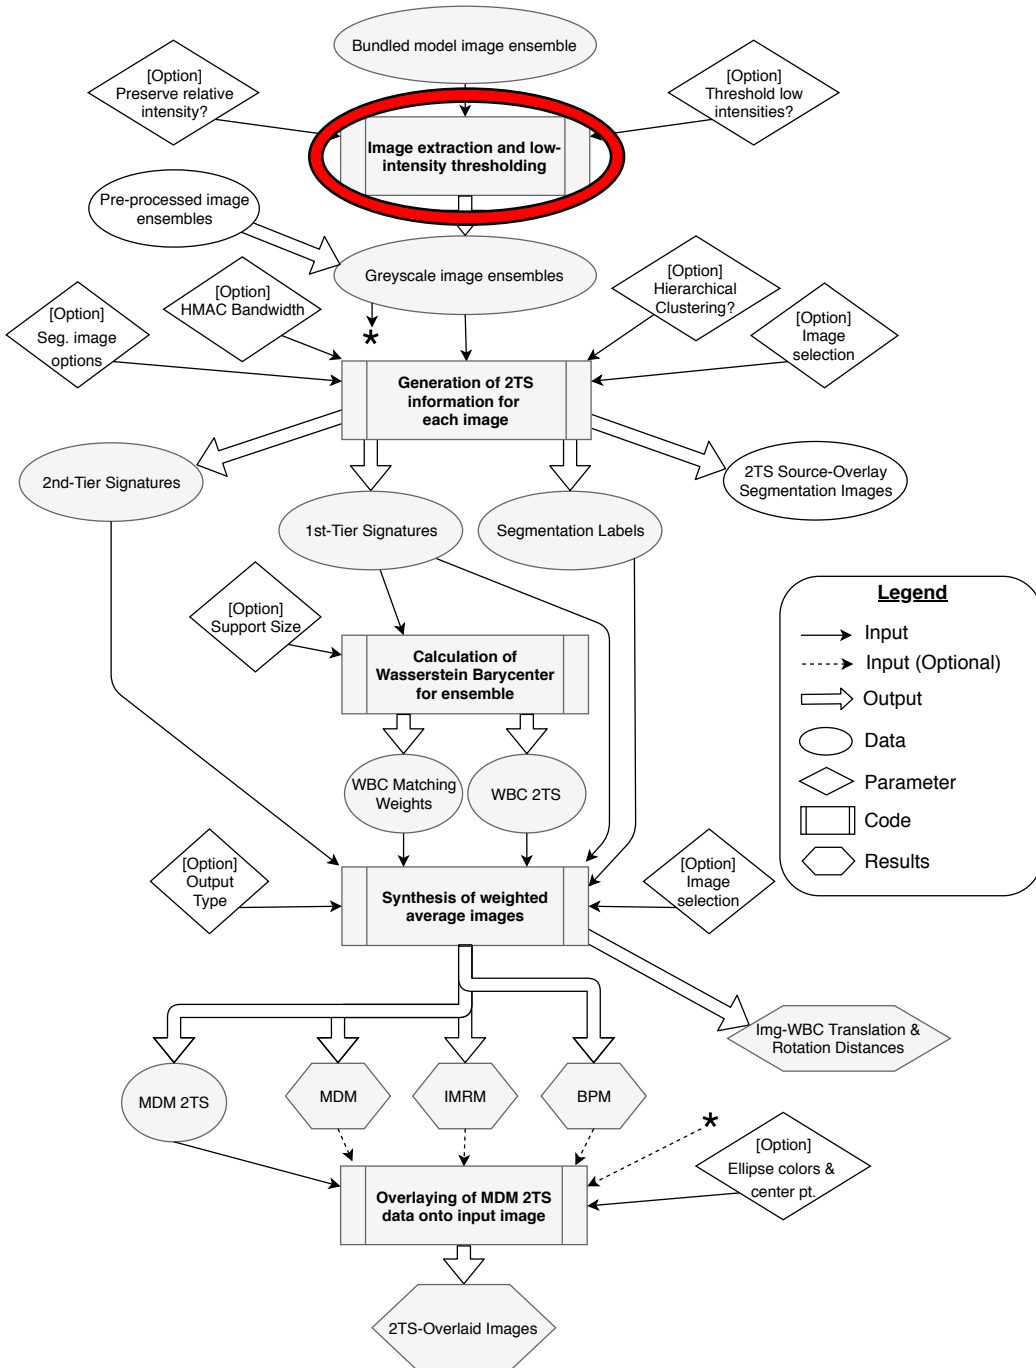 Bundled model image ensemble
[Option]
Preserve relative
intensity?
[Option]
Threshold low
intensities?
Image extraction and low-
intensity thresholding
Pre-processed image
ensembles
Greyscale image ensembles
[Option]
HMAC Bandwidth
[Option]
Hierarchical
Clustering?
[Option]
Seg. image
options
*
[Option]
Image
selection
Generation of 2TS
information for
each image
2nd-Tier Signatures
2TS Source-Overlay
Segmentation Images
1st-Tier Signatures
Segmentation Labels
[Option]
Support Size
Calculation of
Wasserstein Barycenter
for ensemble
Legend
Input
Input (Optional)
Output
Data
Parameter
Code
Results
WBC Matching
Weights
WBC 2TS
[Option]
Output
Type
Synthesis of weighted
average images
[Option]
Image
selection
Img-WBC Translation &
Rotation Distances
MDM 2TS
MDM
IMRM
BPM
*
[Option]
Ellipse colors &
center pt.
Overlaying of MDM 2TS
data onto input image
2TS-Overlaid Images